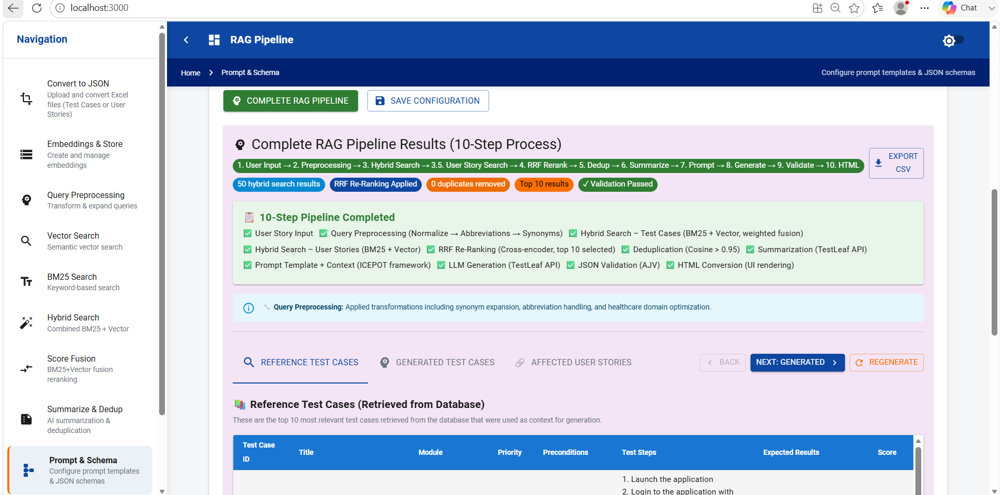 localhost:3000
Chat
Navigation
Convert to JSON
Upload and convert Excel
files (Test Cases or User
Stories)
Embeddings & Store
Create and manage
embeddings
Query Preprocessing
Transform & expand queries
Vector Search
Semantic vector search
BM25 Search
Keyword-based search
Hybrid Search
Combined BM25 + Vector
Score Fusion
BM25+Vector fusion
reranking
Summarize & Dedup
AI summarization &
deduplication
Prompt & Schema
Configure prompt templates
& JSON schemas
RAG Pipeline
Home > Prompt & Schema
Configure prompt templates & JSON schemas
COMPLETE RAG PIPELINE
SAVE CONFIGURATION
Complete RAG Pipeline Results (10-Step Process)
1. User Input → 2. Preprocessing → 3. Hybrid Search → 3.5. User Story Search → 4. RRF Rerank → 5. Dedup → 6. Summarize → 7. Prompt → 8. Generate → 9. Validate → 10. HTML
EXPORT
CSV
50 hybrid search results
RRF Re-Ranking Applied
0 duplicates removed
Top 10 results
✓ Validation Passed
10-Step Pipeline Completed
✅ User Story Input ✅ Query Preprocessing (Normalize → Abbreviations → Synonyms) ✅ Hybrid Search – Test Cases (BM25 + Vector, weighted fusion)
✅ Hybrid Search – User Stories (BM25 + Vector) ✅ RRF Re-Ranking (Cross-encoder, top 10 selected) ✅ Deduplication (Cosine > 0.95) ✅ Summarization (TestLeaf API)
✅ Prompt Template + Context (ICEPOT framework) ✅ LLM Generation (TestLeaf API) ✅ JSON Validation (AJV) ✅ HTML Conversion (UI rendering)
Query Preprocessing: Applied transformations including synonym expansion, abbreviation handling, and healthcare domain optimization.
REFERENCE TEST CASES
GENERATED TEST CASES
AFFECTED USER STORIES
BACK
NEXT: GENERATED
REGENERATE
Reference Test Cases (Retrieved from Database)
These are the top 10 most relevant test cases retrieved from the database that were used as context for generation.
Test Case
ID
Title
Module
Priority
Preconditions
Test Steps
Expected Results
Score
1. Launch the application
2. Login to the application with